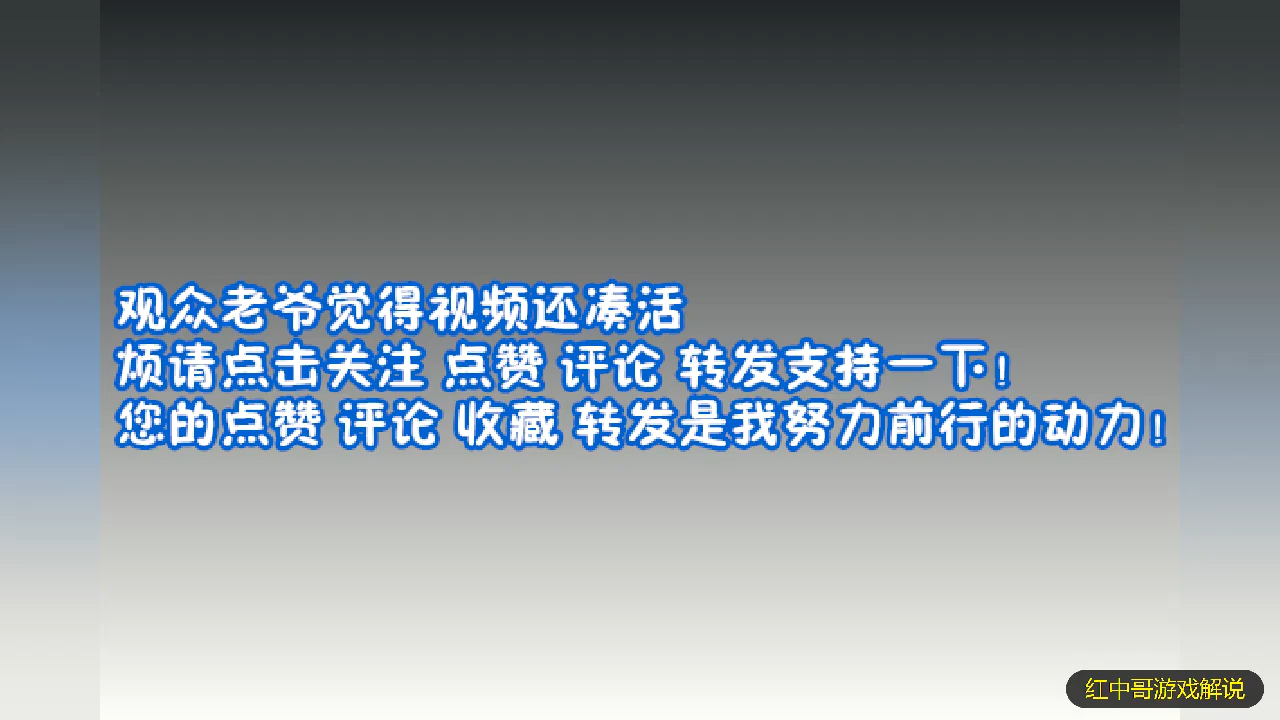 观众老爷觉得视频还凑活
烦请点击关注 点赞 评论 转发支持一下!
您的点赞 评论 收藏 转发是我努力前行的动力!
红中哥游戏解说